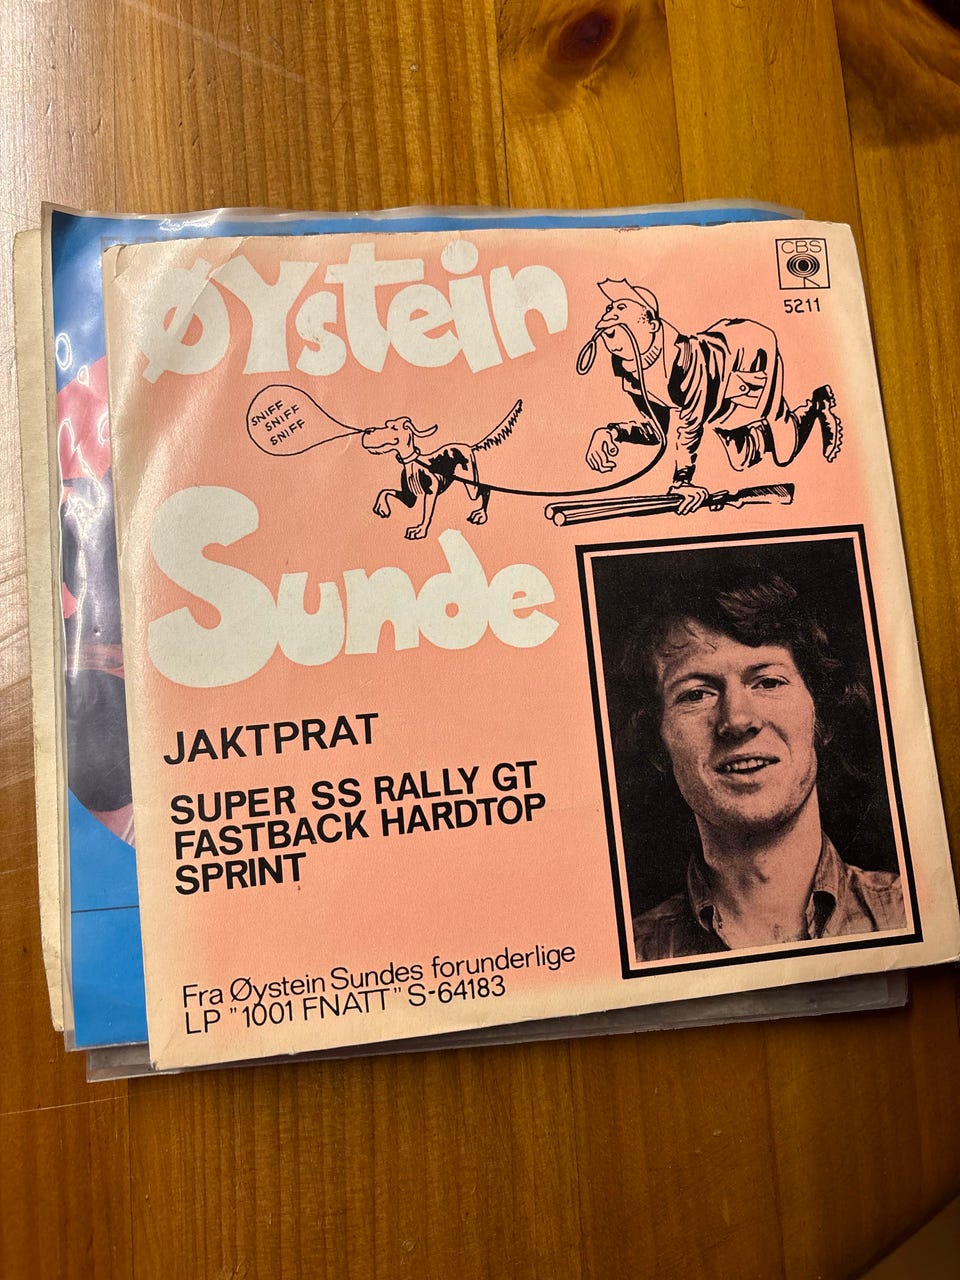 ØYstein
CBS
5211
SNIFF
SNIFF
SNIFF
Sunde
JAKTPRAT
SUPER SS RALLY GT
FASTBACK HARDTOP
SPRINT
Fra Øystein Sundes forunderlige
LP "1001 FNATT" S-64183